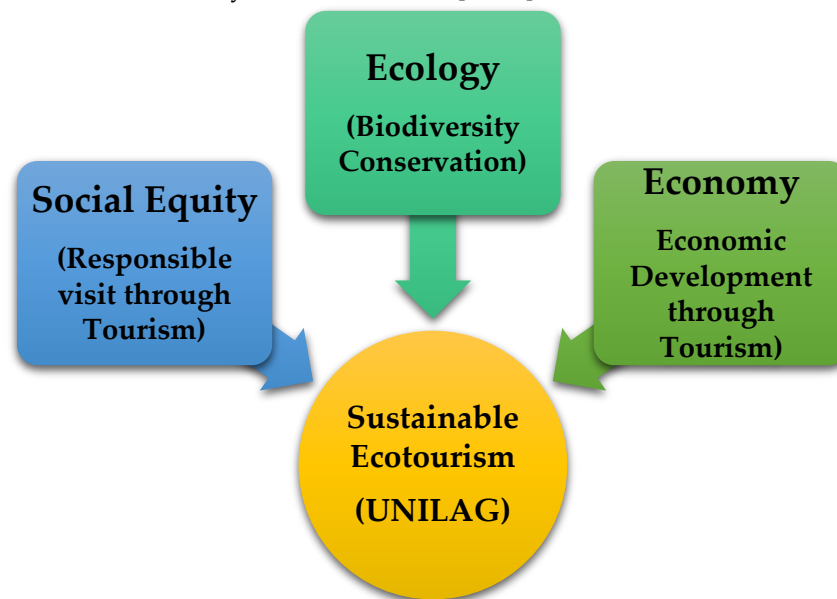 Ecology
(Biodiversity
Conservation)
Social Equity
(Responsible
visit through
Tourism)
Economy
Economic
Development
through
Tourism)
Sustainable
Ecotourism
(UNILAG)